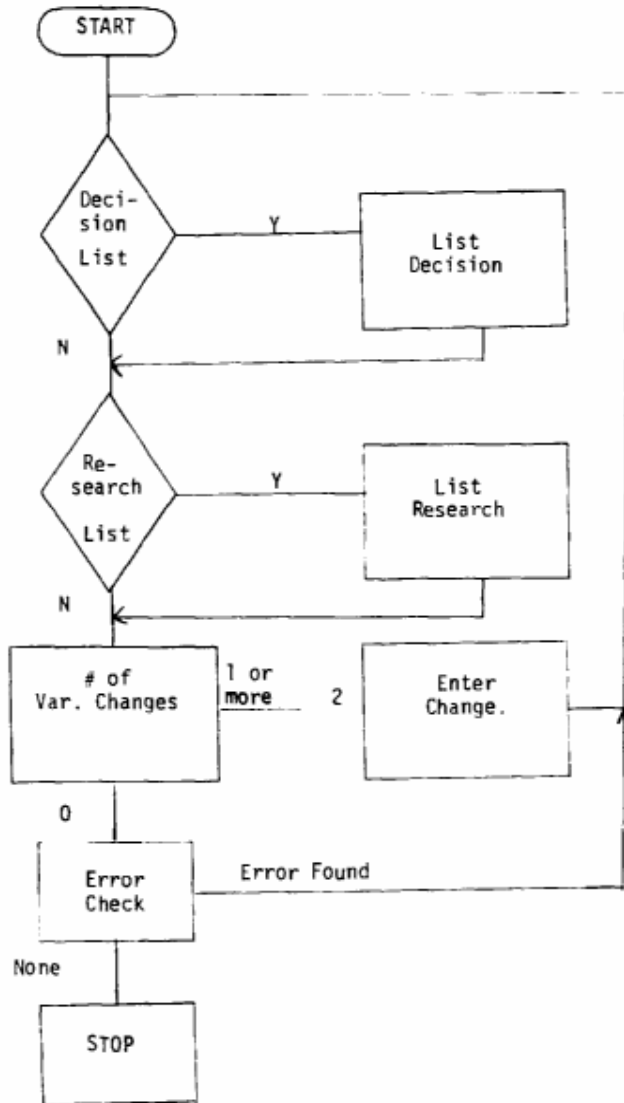 START
Deci-
sion
List
Y
List
Decision
N
Re-
search
List
Y
List
Research
N
# of
Var. Changes
1 or
more
2
Enter
Change.
0
Error
Check
Error Found
None
STOP